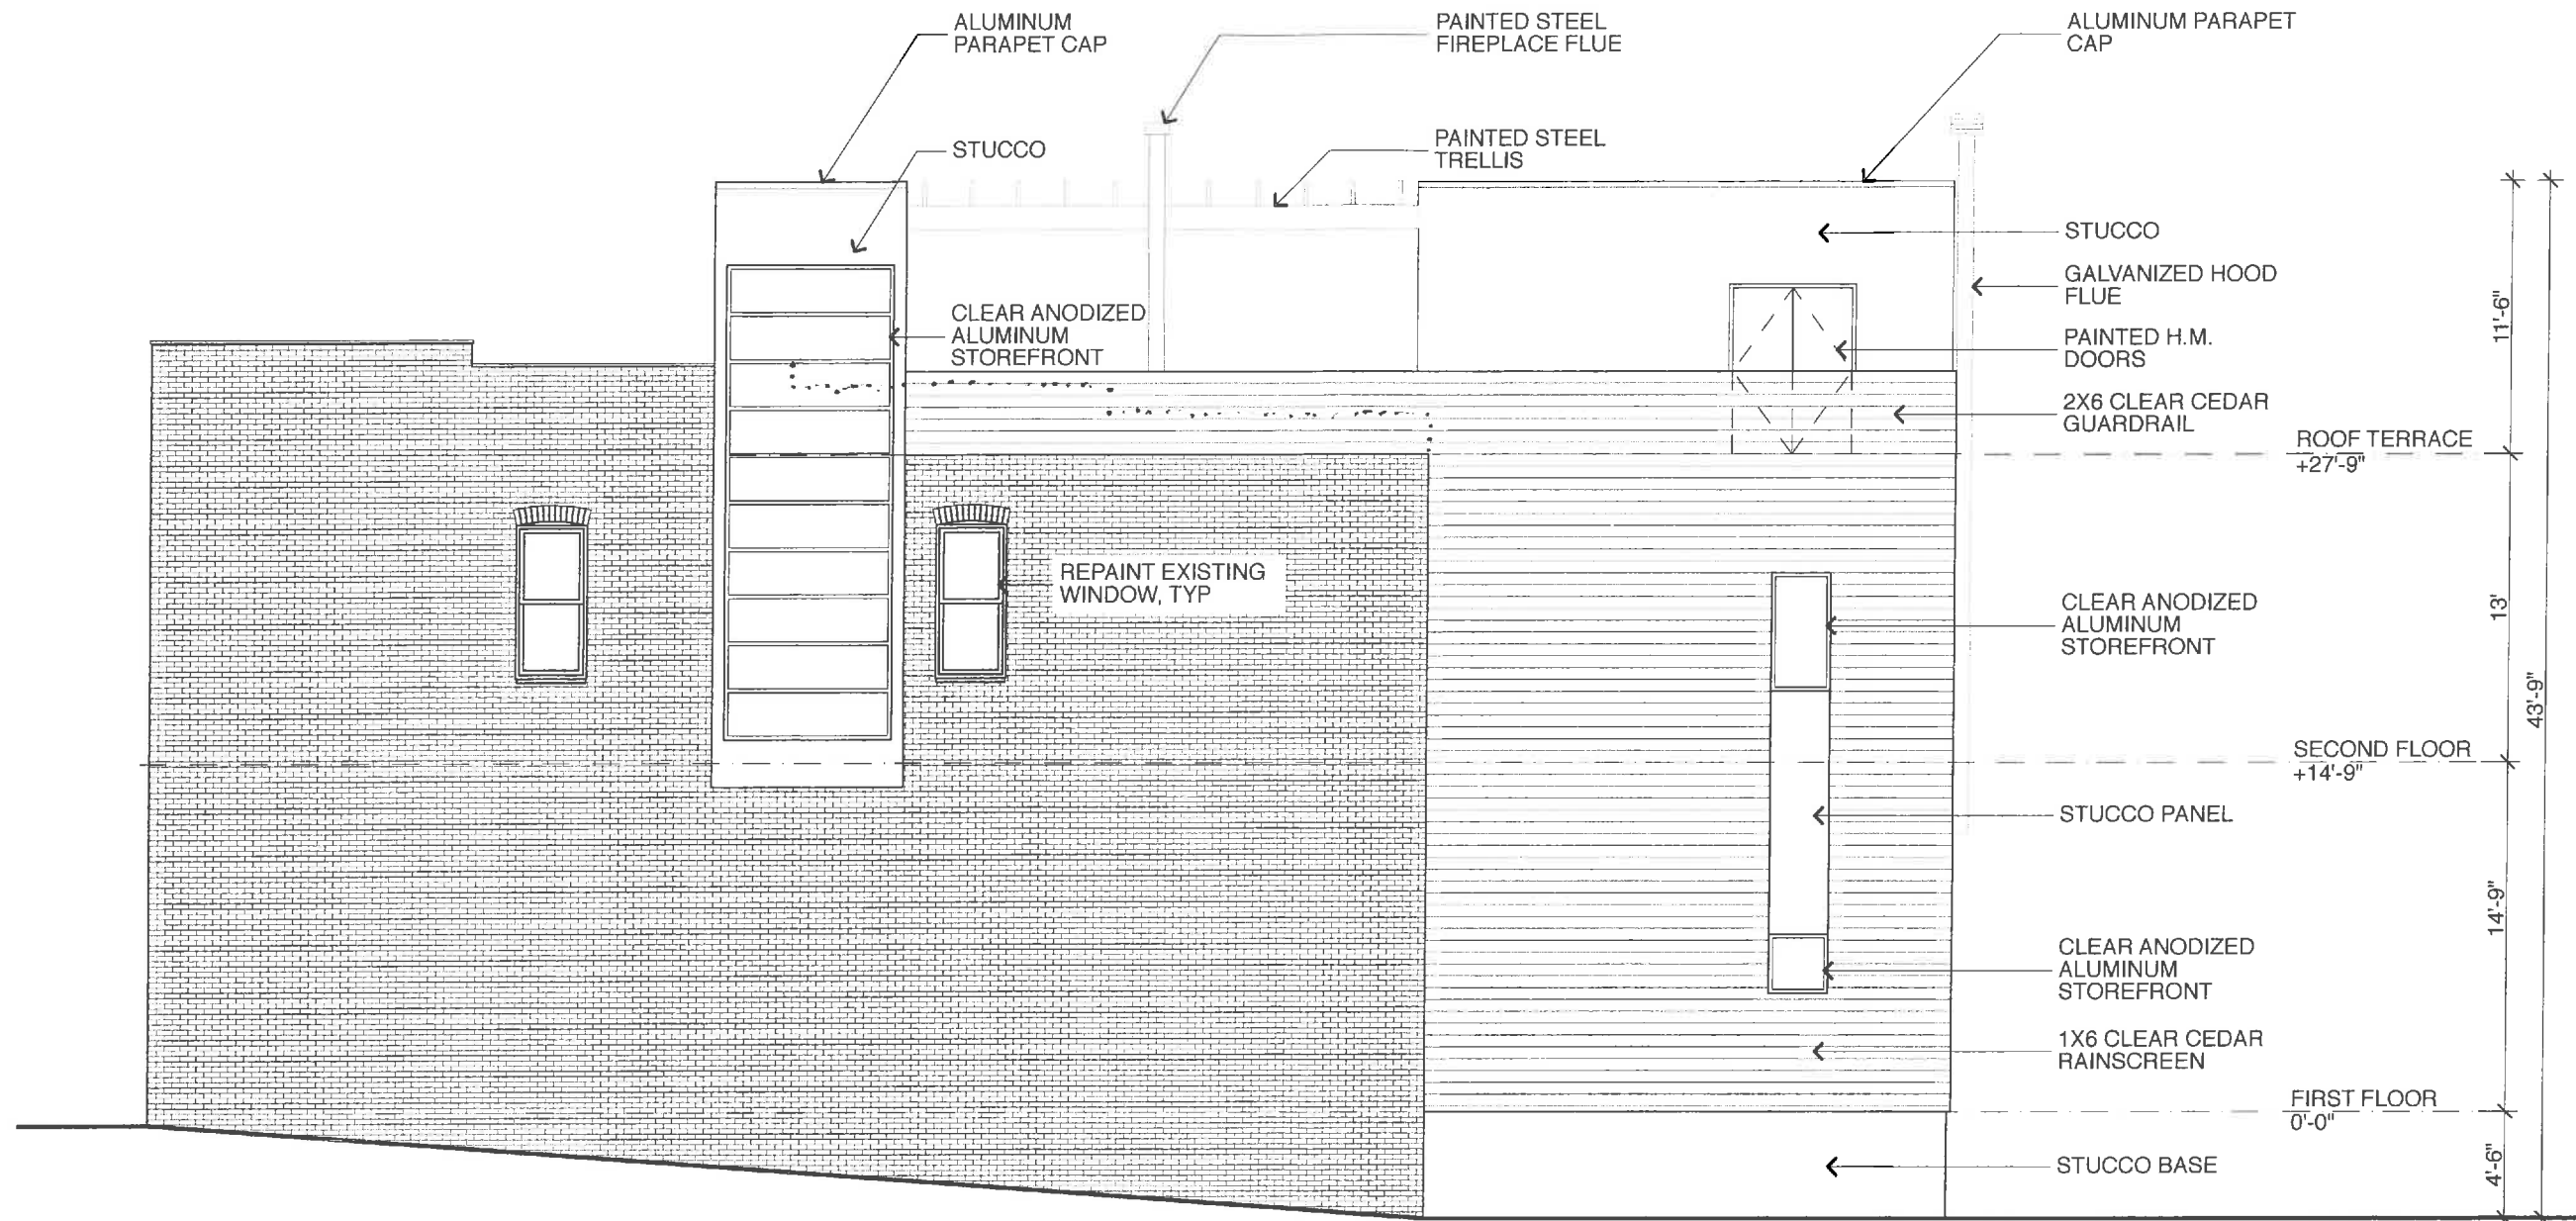 ALUMINUM
PARAPET CAP
PAINTED STEEL
FIREPLACE FLUE
ALUMINUM PARAPET
CAP
STUCCO
PAINTED STEEL
TRELLIS
STUCCO
GALVANIZED HOOD
FLUE
CLEAR ANODIZED
ALUMINUM
STOREFRONT
PAINTED H.M.
DOORS
2X6 CLEAR CEDAR
GUARDRAIL
ROOF TERRACE
+27'-9"
11'-6"
REPAINT EXISTING
WINDOW, TYP
CLEAR ANODIZED
ALUMINUM
STOREFRONT
13'
43'-9"
SECOND FLOOR
+14'-9"
STUCCO PANEL
14'-9"
CLEAR ANODIZED
ALUMINUM
STOREFRONT
1X6 CLEAR CEDAR
RAINSCREEN
FIRST FLOOR
0'-0"
STUCCO BASE
4'-6"